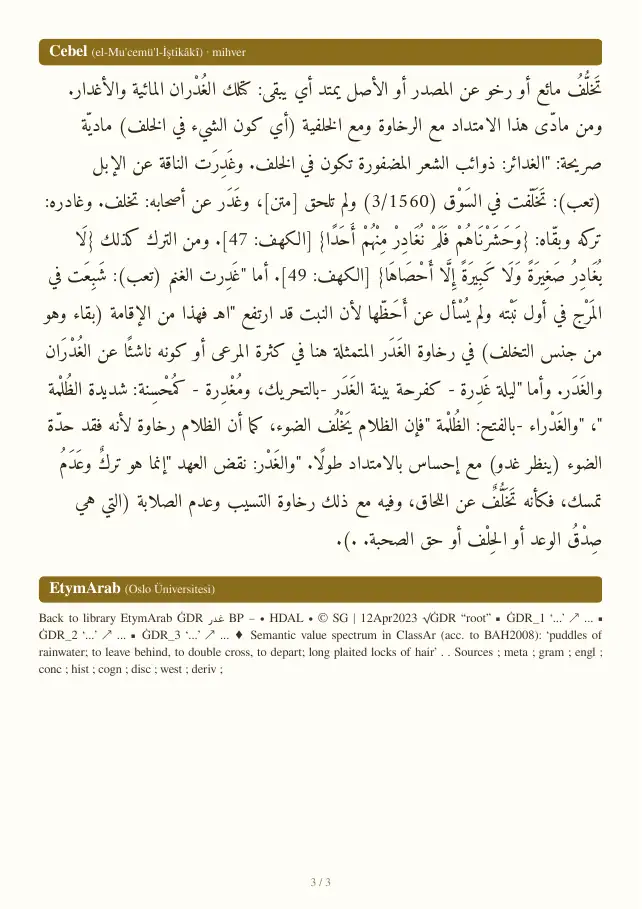 Cebel (el-Mu'cemü'l-İştikâkî) · mihver
تَخَلُّفُ مائع أو رخو عن المصدر أو الأصل يمتد أي يبقى: كتلك الغُدْران المائية والأغدار.
ومن مادّى هذا الامتداد مع الرخاوة ومع الخلفية (أي كون الشيء في الخلف) ماديّة
صريحة: "الغدائر: ذوائب الشعر المضفورة تكون في الخلف. وغَدِرَت الناقة عن الإبل
(تعب): تَخَلّفت في السَوْق (3/1560) ولم تلحق [متن]، وغَدَر عن أصحابه: تخلف. وغادره:
تركه وبقّاه: {وَحَشَرْنَاهُمْ فَلَمْ نُغَادِرْ مِنْهُمْ أَحَدًا} [الكهف: 47]. ومن الترك كذلك {لَا
يُغَادِرُ صَغِيرَةً وَلَا كَبِيرَةً إِلَّا أَحْصَاهَا} [الكهف: 49]. أما "غَدِرت الغنم (تعب): شَبِعَت في
المَرْج في أول نَبْته ولم يُسْأل عن أَحَظّها لأن النبت قد ارتفع "اهـ فهذا من الإقامة (بقاء وهو
من جنس التخلف) في رخاوة الغَدَر المتمثلة هنا في كثرة المرعى أو كونه ناشئًا عن الغُدْرَان
والغَدَر. وأما "ليلة غَدِرة - كفرحة بينة الغَدَر -بالتحريك، ومُغْدِرة - كمُحْسِنة: شديدة الظُلْمة
"، "والغَدْراء -بالفتح: الظُلْمة "فإن الظلام يَخْلُف الضوء، كما أن الظلام رخاوة لأنه فقد حدّة
الضوء (ينظر غدو) مع إحساس بالامتداد طولًا. "والغَدْر: نقض العهد "إنما هو تركٌ وعَدَمُ
تمسك، فكأنه تَخَلُّفٌ عن اللحاق، وفيه مع ذلك رخاوة التسيب وعدم الصلابة (التي هي
صِدْقُ الوعد أو الحِلْف أو حق الصحبة. .).
EtymArab (Oslo Üniversitesi)
Back to library EtymArab ĠDR غدر BP – • HDAL • © SG | 12Apr2023 √ĠDR “root” ▪ ĠDR_1 ‘...’ ↗ ... ▪
ĠDR_2 ‘...’ ↗ ... ▪ ĠDR_3 ‘...’ ↗ ... ♦ Semantic value spectrum in ClassAr (acc. to BAH2008): ‘puddles of
rainwater; to leave behind, to double cross, to depart; long plaited locks of hair’ . . Sources ; meta ; gram ; engl ;
conc ; hist ; cogn ; disc ; west ; deriv ;
3 / 3